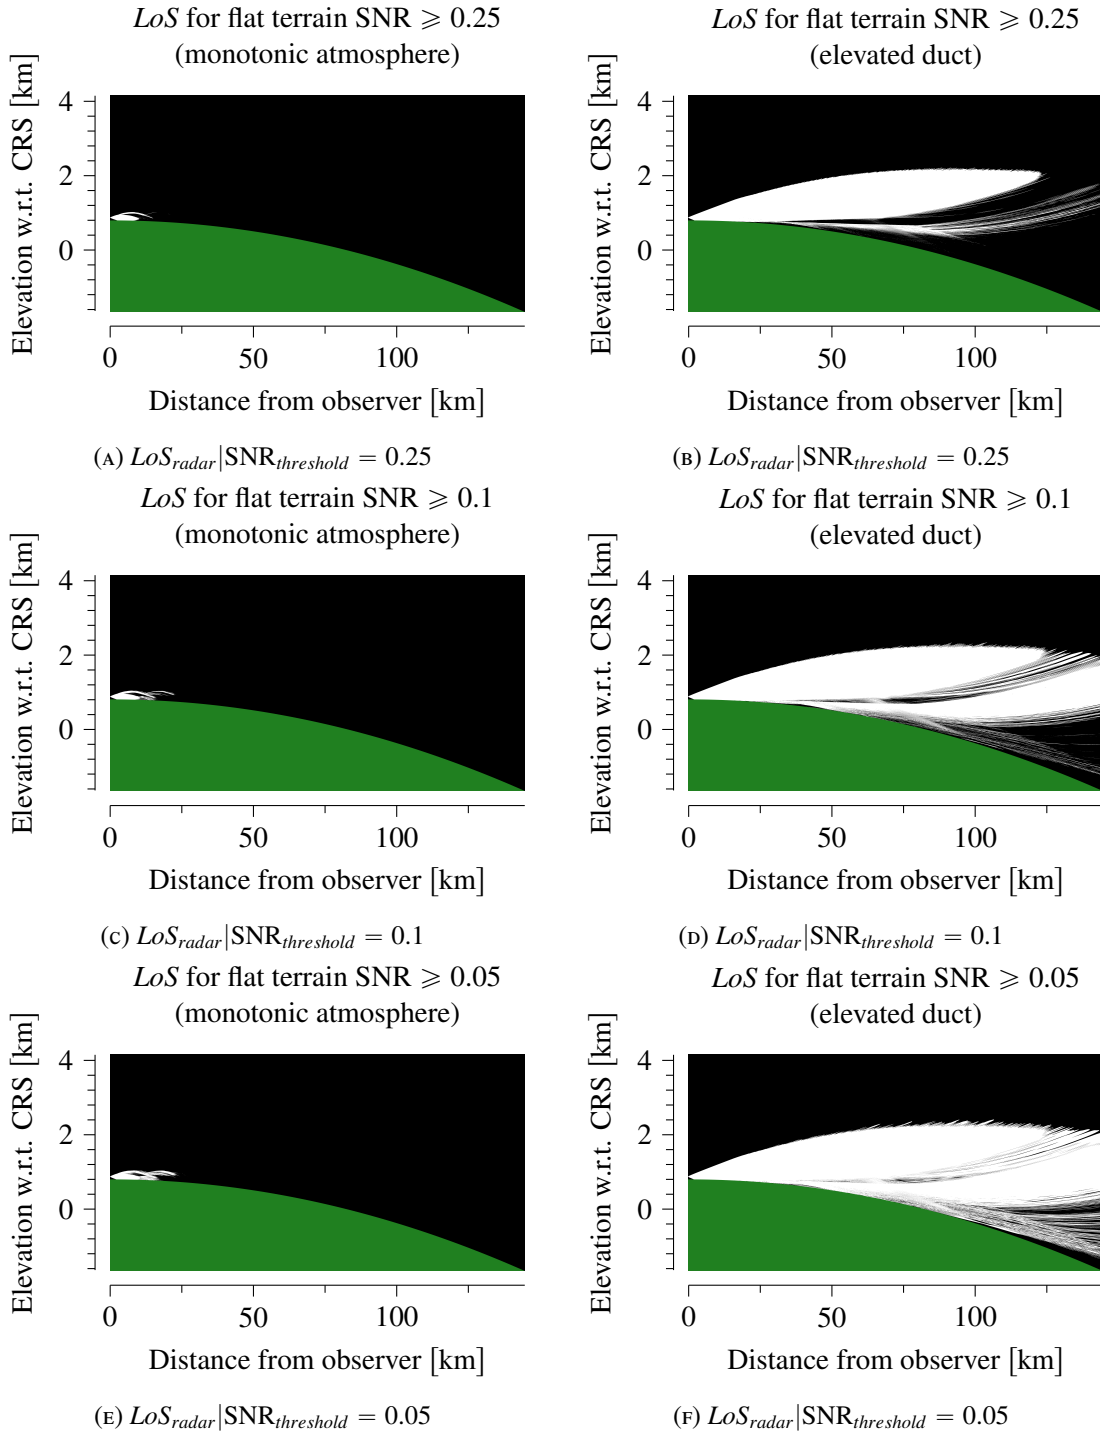 LoS for flat terrain SNR ⩾ 0.25
(monotonic atmosphere)
Elevation w.r.t. CRS [km]
4
2
0
0 50 100
Distance from observer [km]
(A) LoS_radar|SNR_threshold = 0.25
LoS for flat terrain SNR ⩾ 0.25
(elevated duct)
Elevation w.r.t. CRS [km]
4
2
0
0 50 100
Distance from observer [km]
(B) LoS_radar|SNR_threshold = 0.25
LoS for flat terrain SNR ⩾ 0.1
(monotonic atmosphere)
Elevation w.r.t. CRS [km]
4
2
0
0 50 100
Distance from observer [km]
(C) LoS_radar|SNR_threshold = 0.1
LoS for flat terrain SNR ⩾ 0.1
(elevated duct)
Elevation w.r.t. CRS [km]
4
2
0
0 50 100
Distance from observer [km]
(D) LoS_radar|SNR_threshold = 0.1
LoS for flat terrain SNR ⩾ 0.05
(monotonic atmosphere)
Elevation w.r.t. CRS [km]
4
2
0
0 50 100
Distance from observer [km]
(E) LoS_radar|SNR_threshold = 0.05
LoS for flat terrain SNR ⩾ 0.05
(elevated duct)
Elevation w.r.t. CRS [km]
4
2
0
0 50 100
Distance from observer [km]
(F) LoS_radar|SNR_threshold = 0.05